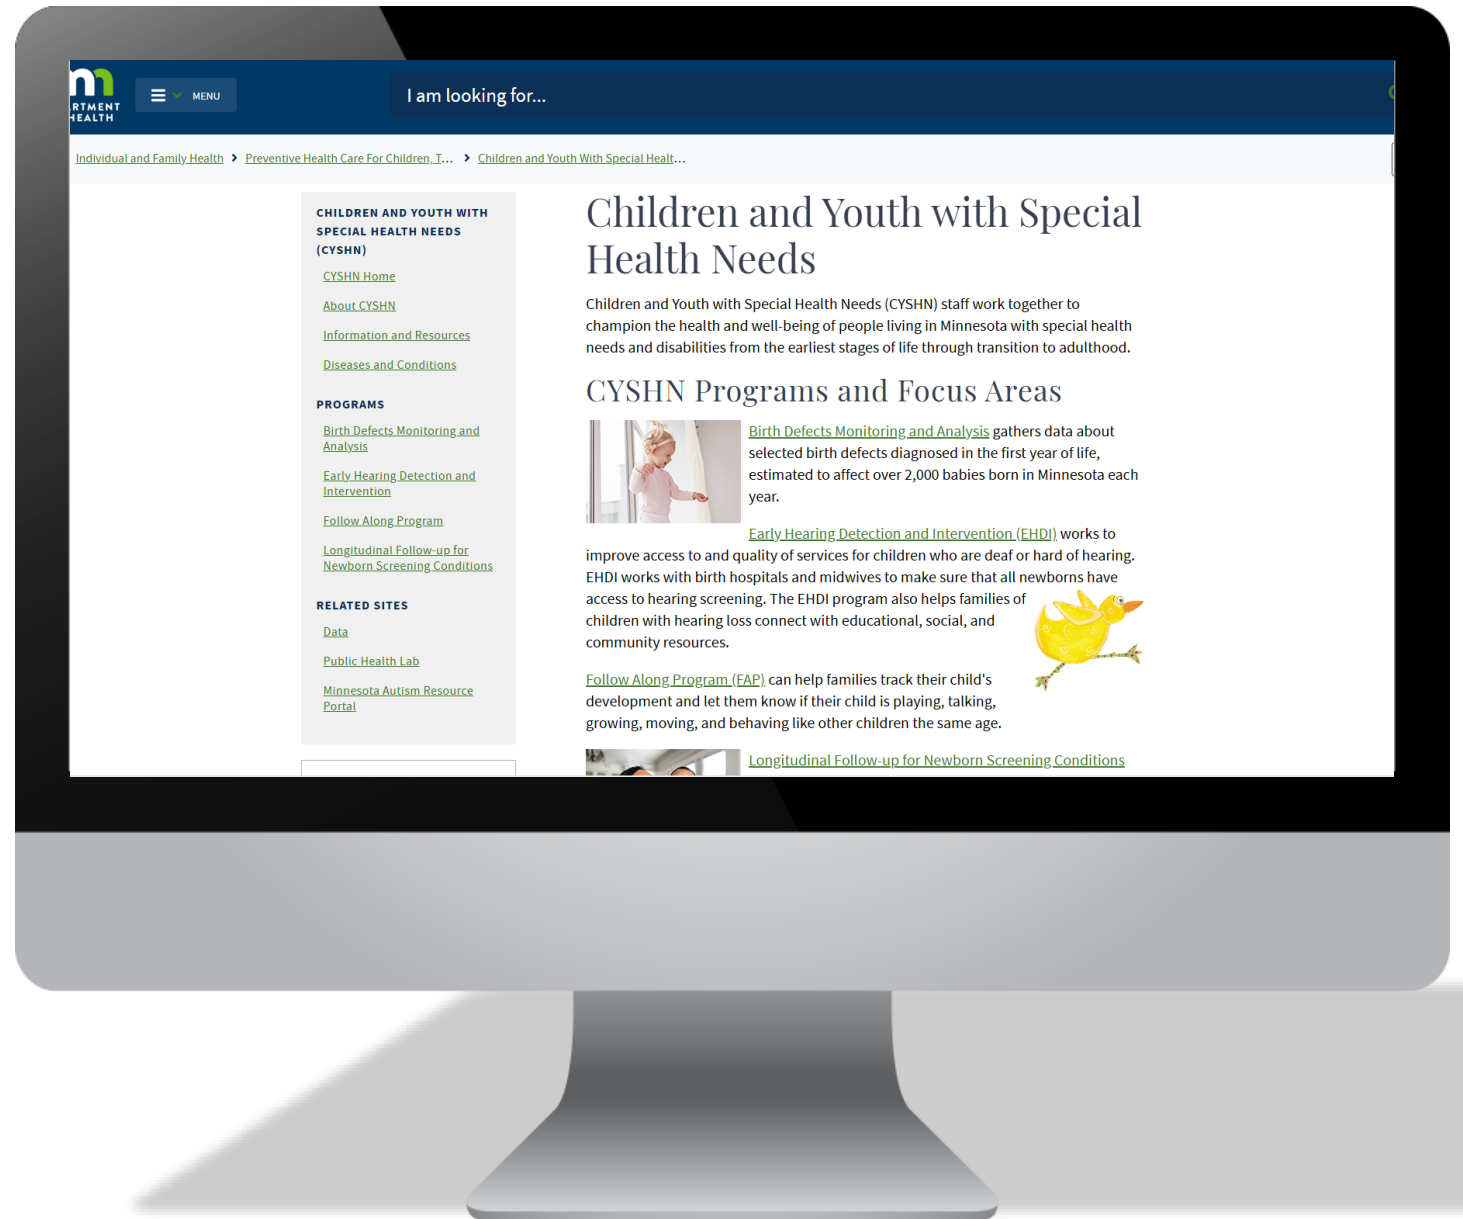 m
ARTMENT
HEALTH
MENU
I am looking for...
Individual and Family Health
Preventive Health Care For Children, T...
Children and Youth With Special Healt...
CHILDREN AND YOUTH WITH
SPECIAL HEALTH NEEDS
(CYSHN)
CYSHN Home
About CYSHN
Information and Resources
Diseases and Conditions
PROGRAMS
Birth Defects Monitoring and
Analysis
Early Hearing Detection and
Intervention
Follow Along Program
Longitudinal Follow-up for
Newborn Screening Conditions
RELATED SITES
Data
Public Health Lab
Minnesota Autism Resource
Portal
Children and Youth with Special
Health Needs
Children and Youth with Special Health Needs (CYSHN) staff work together to
champion the health and well-being of people living in Minnesota with special health
needs and disabilities from the earliest stages of life through transition to adulthood.
CYSHN Programs and Focus Areas
Birth Defects Monitoring and Analysis gathers data about
selected birth defects diagnosed in the first year of life,
estimated to affect over 2,000 babies born in Minnesota each
year.
Early Hearing Detection and Intervention (EHDI) works to
improve access to and quality of services for children who are deaf or hard of hearing.
EHDI works with birth hospitals and midwives to make sure that all newborns have
access to hearing screening. The EHDI program also helps families of
children with hearing loss connect with educational, social, and
community resources.
Follow Along Program (FAP) can help families track their child's
development and let them know if their child is playing, talking,
growing, moving, and behaving like other children the same age.
Longitudinal Follow-up for Newborn Screening Conditions